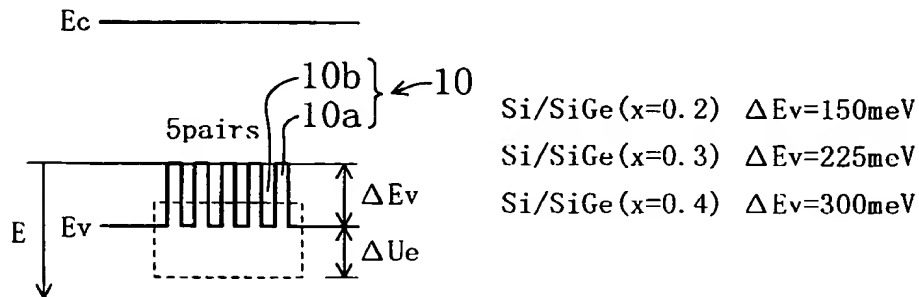 Ec
10b
10
5pairs
10a
Si/SiGe(x=0.2) ΔEv=150meV
Si/SiGe(x=0.3) ΔEv=225meV
Si/SiGe(x=0.4) ΔEv=300meV
ΔEv
E
Ev
ΔUe